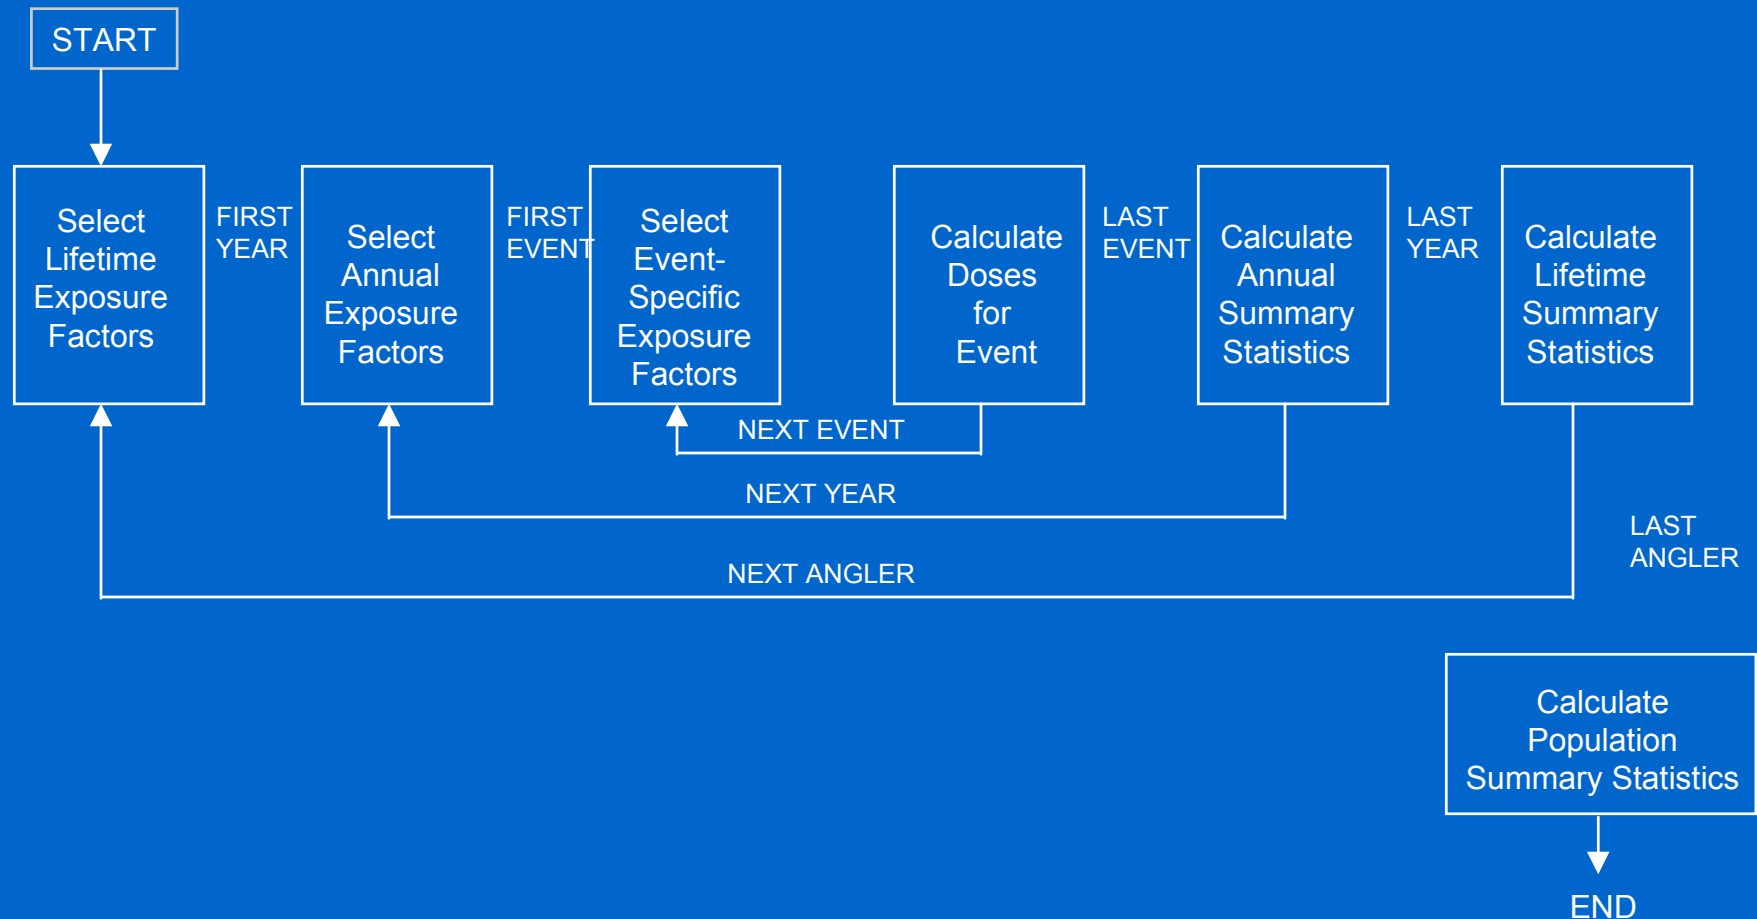 START
Select
Lifetime
Exposure
Factors
FIRST
YEAR
Select
Annual
Exposure
Factors
FIRST
EVENT
Select
Event-
Specific
Exposure
Factors
Calculate
Doses
for
Event
LAST
EVENT
Calculate
Annual
Summary
Statistics
LAST
YEAR
Calculate
Lifetime
Summary
Statistics
NEXT EVENT
NEXT YEAR
NEXT ANGLER
LAST
ANGLER
Calculate
Population
Summary Statistics
END